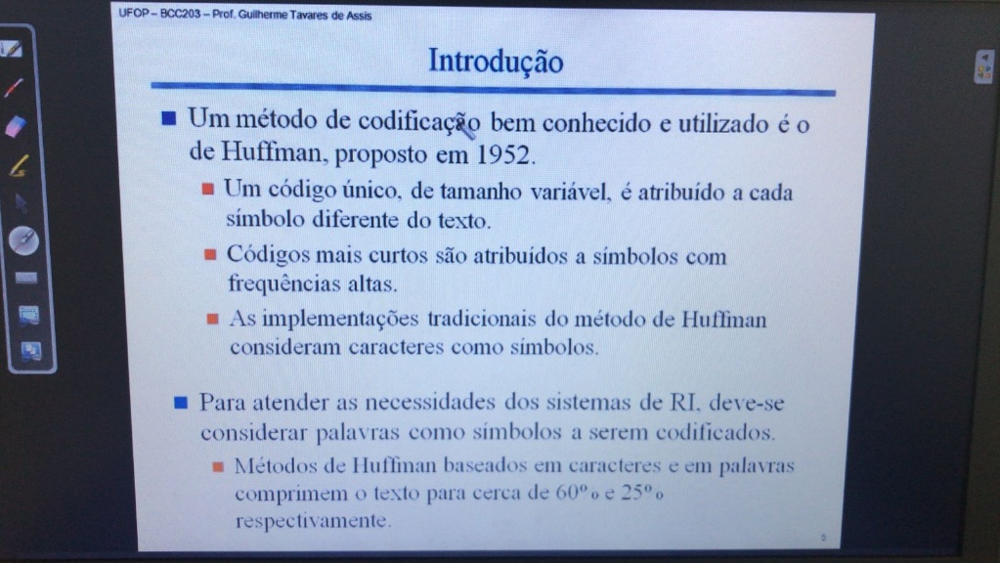 UFOP – BCC203 – Prof. Guilherme Tavares de Assis
Introdução
Um método de codificação bem conhecido e utilizado é o
de Huffman, proposto em 1952.
Um código único, de tamanho variável, é atribuído a cada
símbolo diferente do texto.
Códigos mais curtos são atribuídos a símbolos com
frequências altas.
As implementações tradicionais do método de Huffman
consideram caracteres como símbolos.
Para atender as necessidades dos sistemas de RI, deve-se
considerar palavras como símbolos a serem codificados.
Métodos de Huffman baseados em caracteres e em palavras
comprimem o texto para cerca de 60% e 25%
respectivamente.